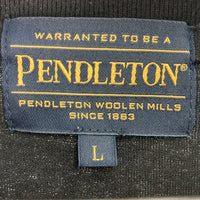 WARRANTED TO BE A
PENDLETON®
PENDLETON WOOLEN MILLS
SINCE 1863
L